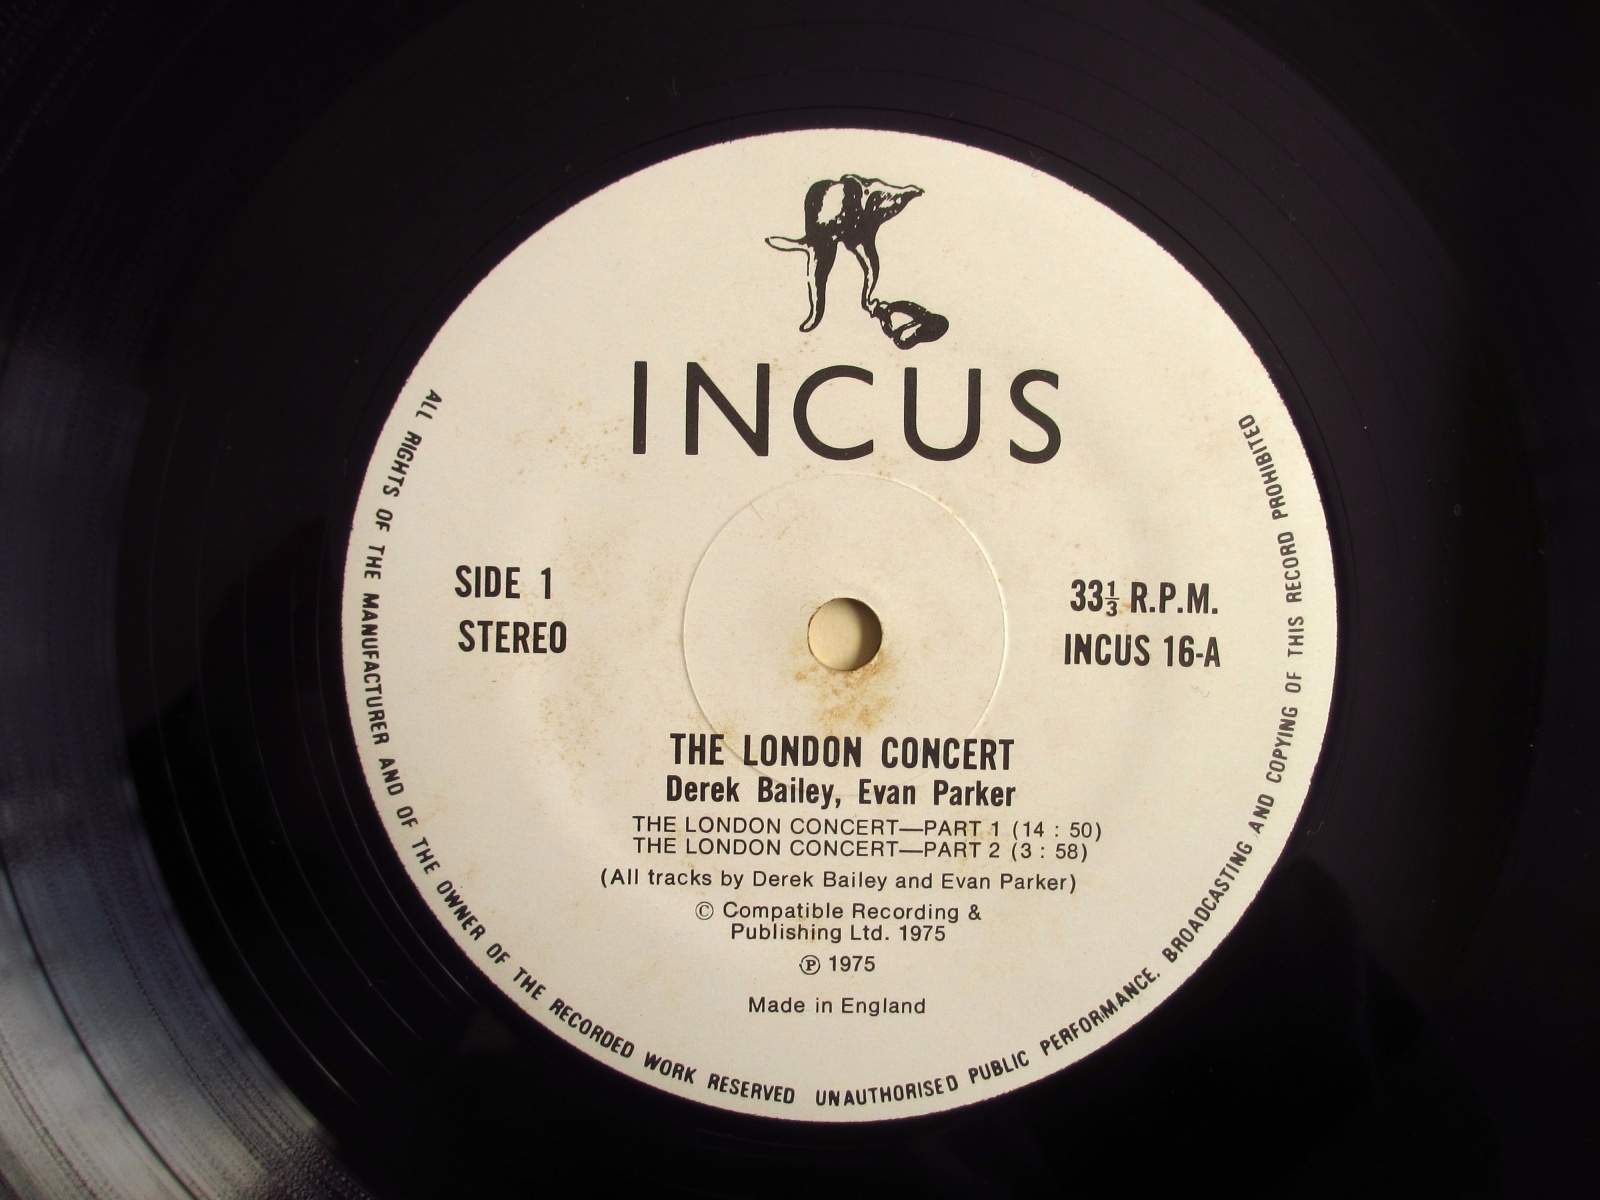 INCUS
SIDE 1
STEREO
33⅓ R.P.M.
INCUS 16-A
THE LONDON CONCERT
Derek Bailey, Evan Parker
THE LONDON CONCERT—PART 1 (14 : 50)
THE LONDON CONCERT—PART 2 (3 : 58)
(All tracks by Derek Bailey and Evan Parker)
© Compatible Recording &
Publishing Ltd. 1975
℗ 1975
Made in England
ALL RIGHTS OF THE MANUFACTURER AND OF THE OWNER OF THE RECORDED WORK RESERVED UNAUTHORISED PUBLIC PERFORMANCE. BROADCASTING AND COPYING OF THIS RECORD PROHIBITED